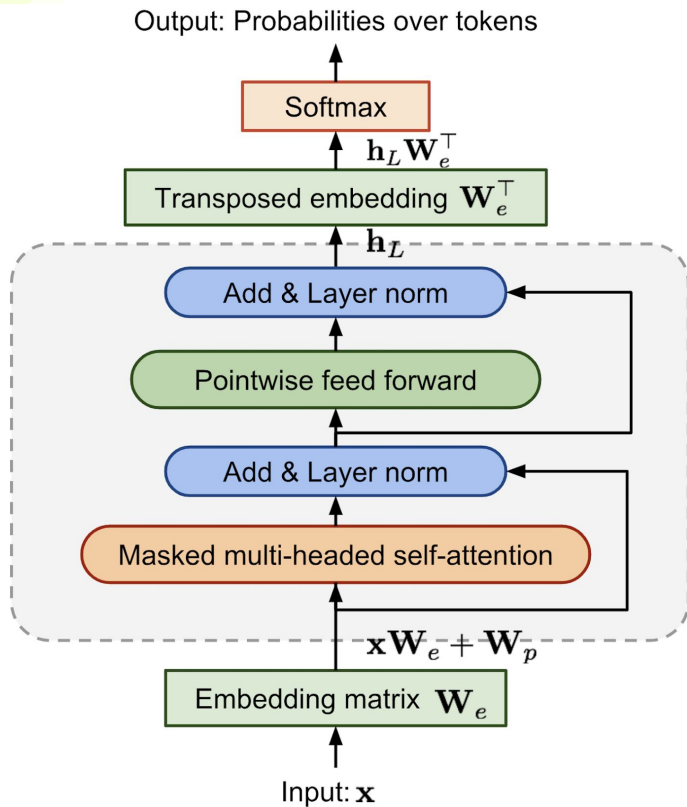 Output: Probabilities over tokens
Softmax
𝐡_L 𝐖_e^⊤
Transposed embedding 𝐖_e^⊤
𝐡_L
Add & Layer norm
Pointwise feed forward
Add & Layer norm
Masked multi-headed self-attention
𝐱𝐖_e + 𝐖_p
Embedding matrix 𝐖_e
Input: 𝐱